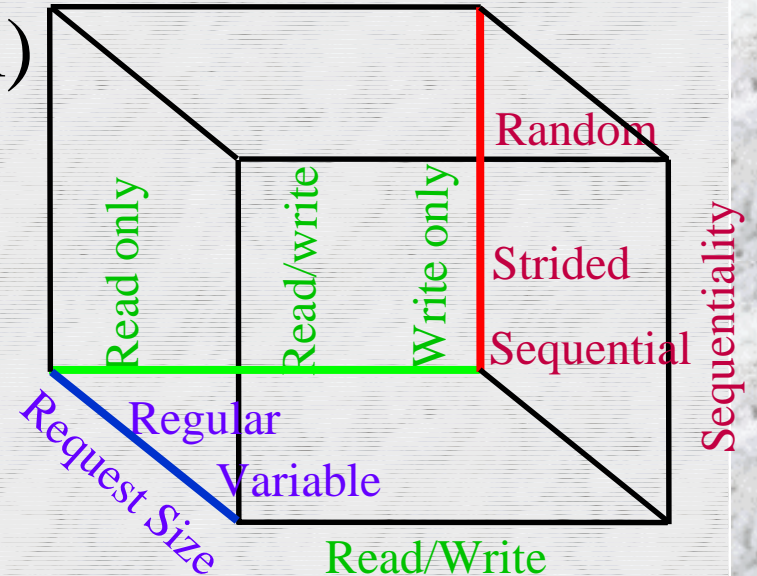 )
Random
Read only
Read/write
Write only
Strided
Sequential
Sequentiality
Regular
Variable
Request Size
Read/Write